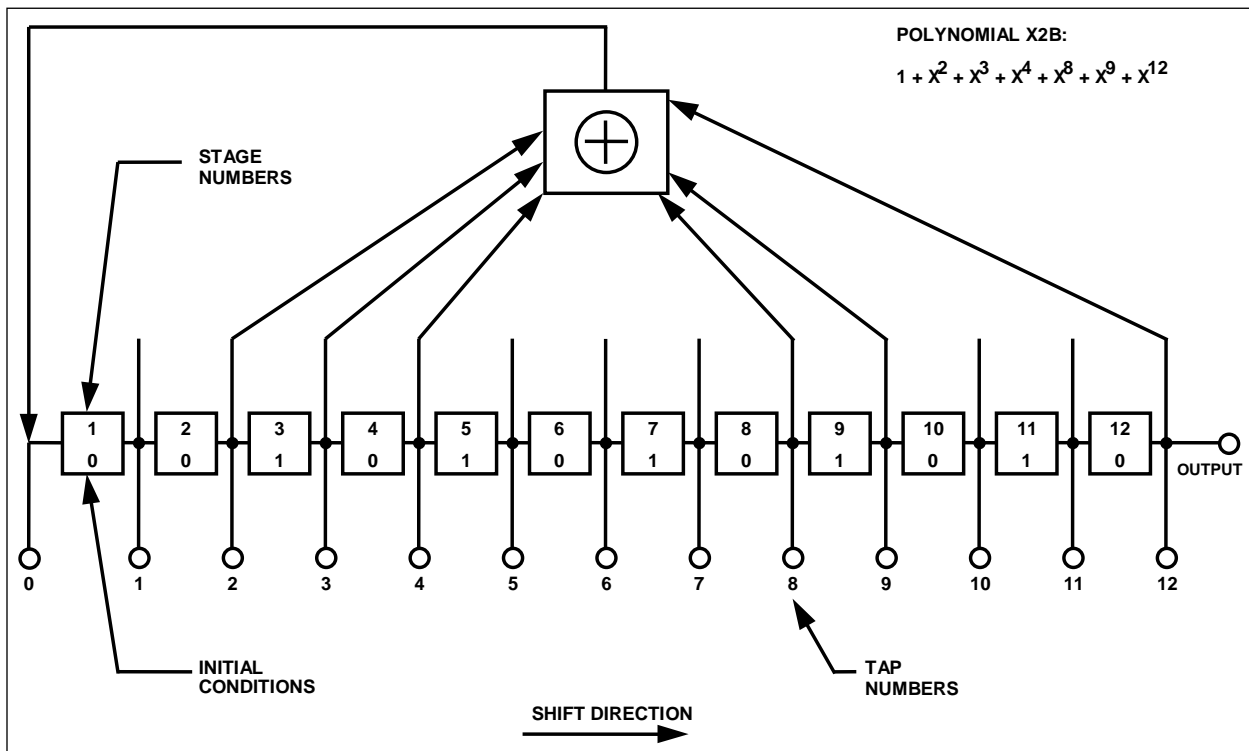 POLYNOMIAL X2B:
1 + X2 + X3 + X4 + X8 + X9 + X12
STAGE
NUMBERS
1 2 3 4 5 6 7 8 9 10 11 12
0 0 1 0 1 0 1 0 1 0 1 0
OUTPUT
0 1 2 3 4 5 6 7 8 9 10 11 12
INITIAL
CONDITIONS
TAP
NUMBERS
SHIFT DIRECTION